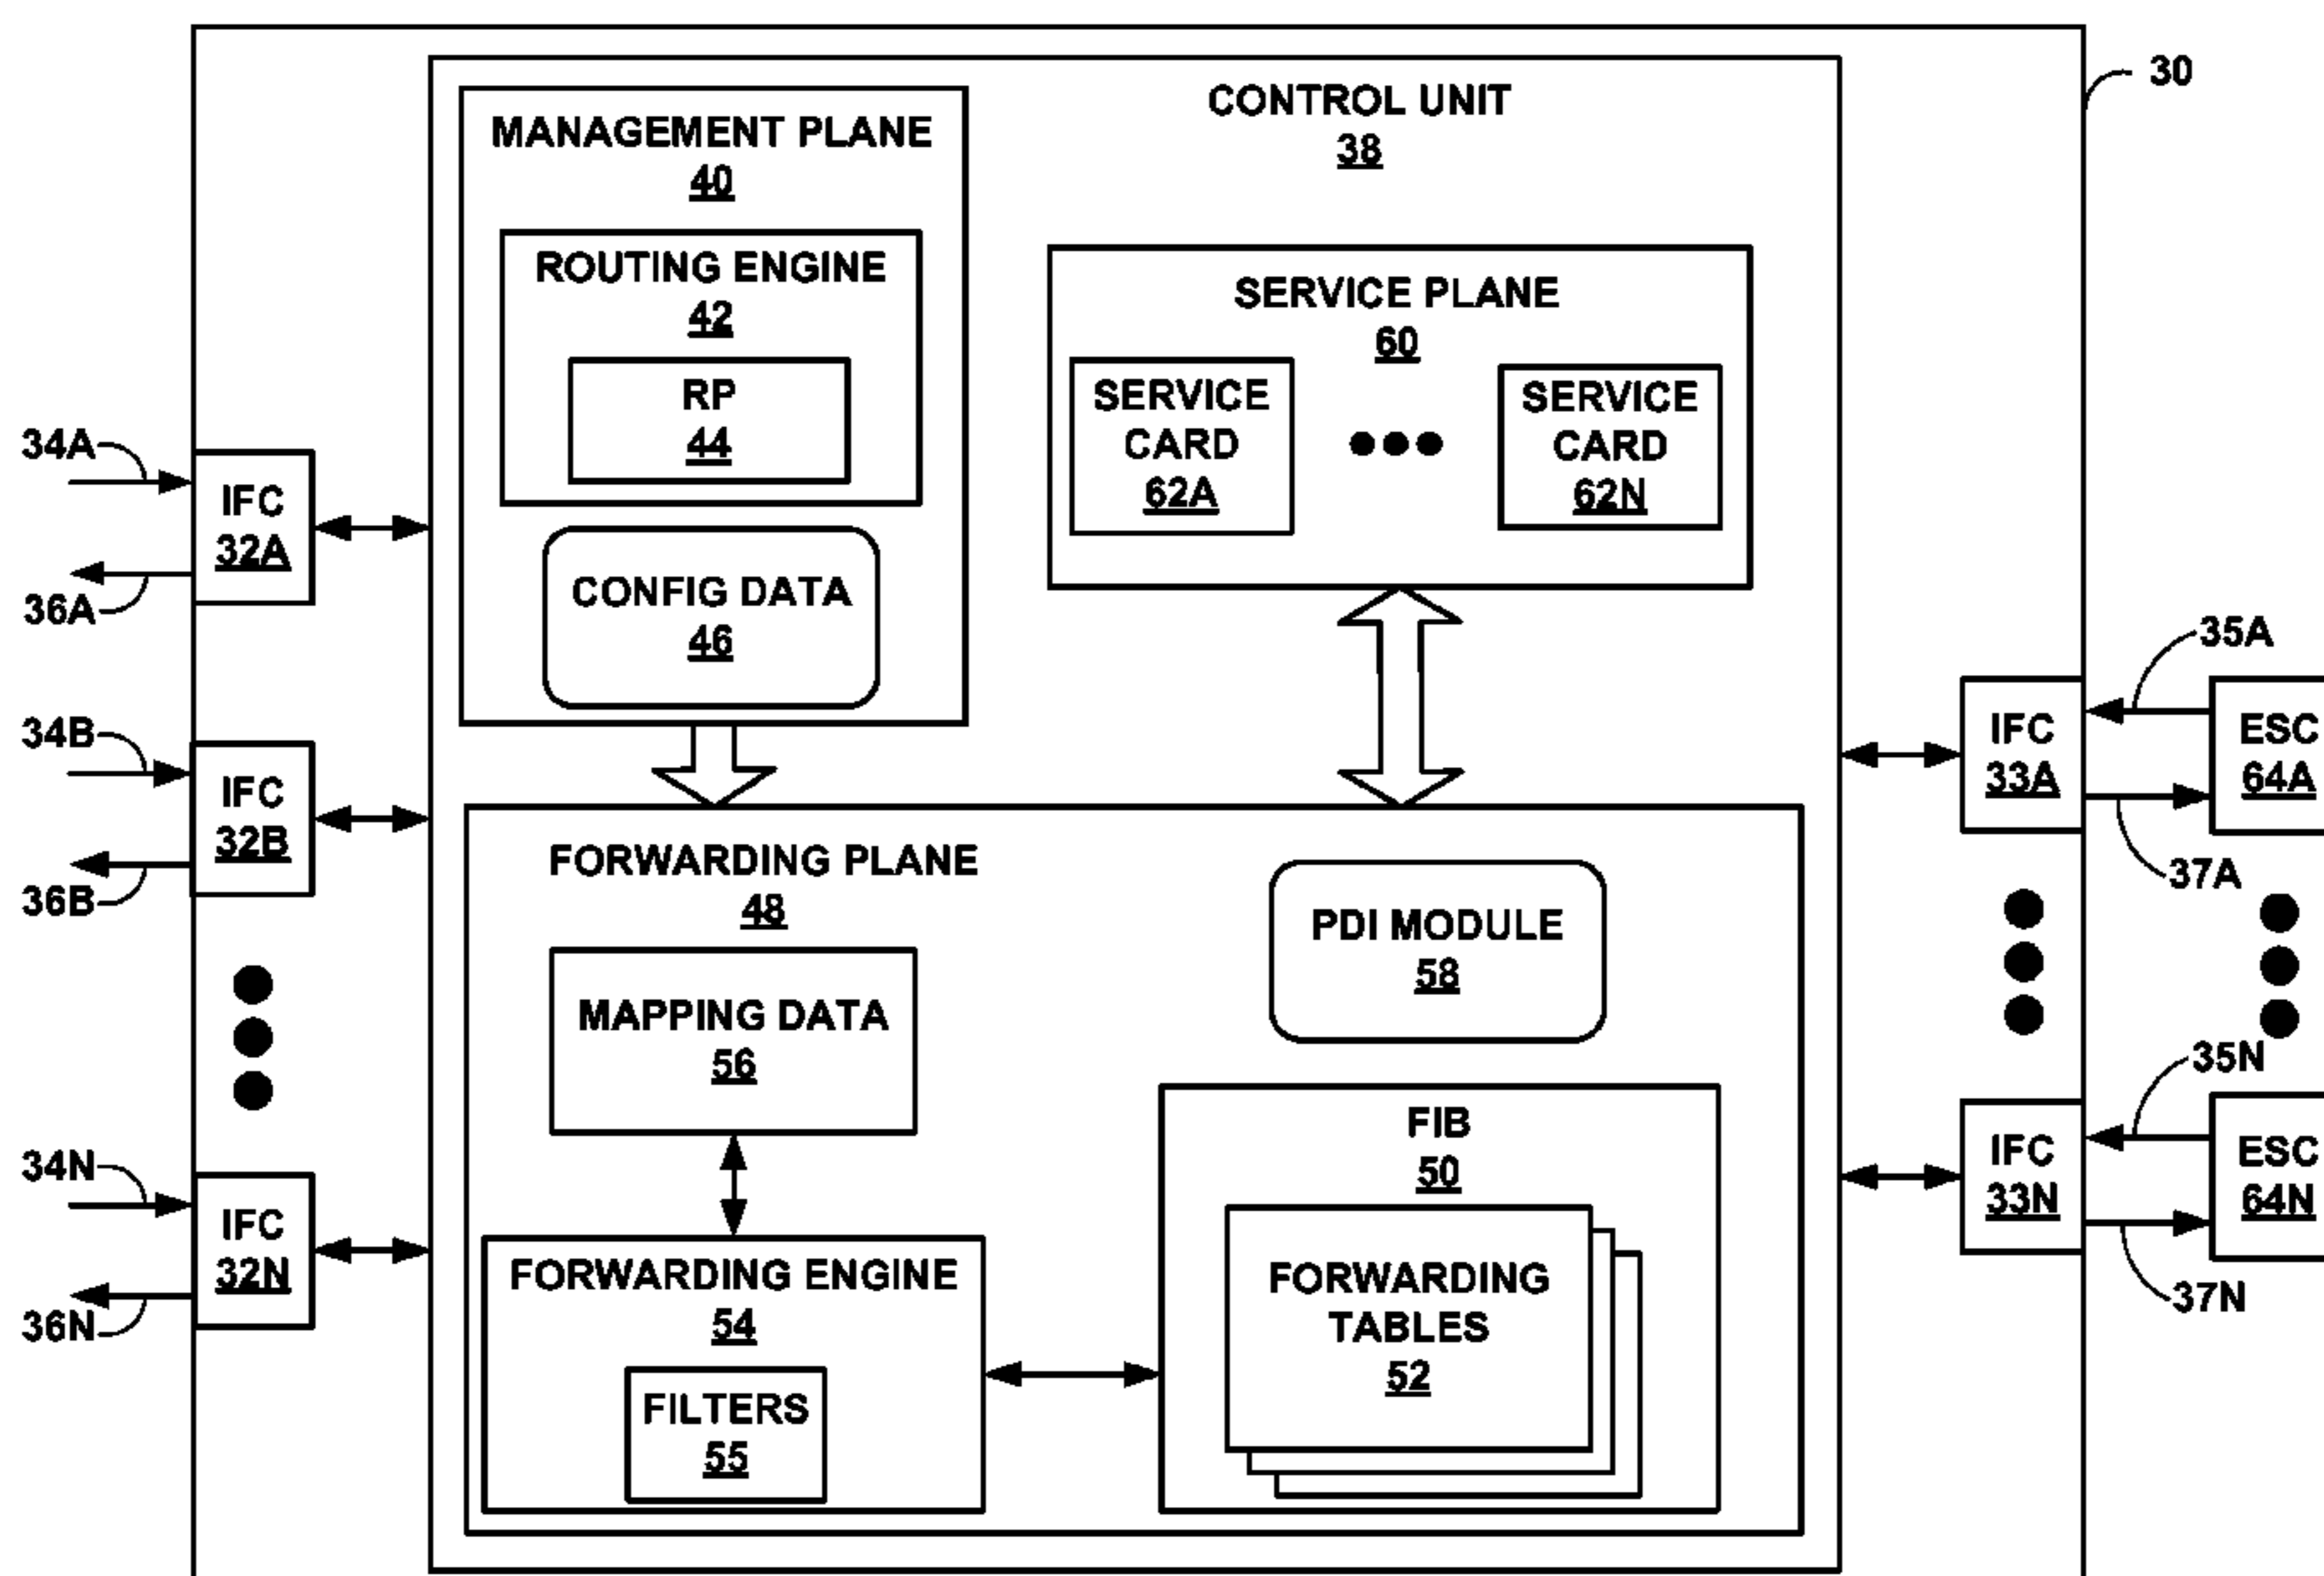 30
CONTROL UNIT
38
MANAGEMENT PLANE
40
ROUTING ENGINE
42
RP
44
CONFIG DATA
46
SERVICE PLANE
60
SERVICE
CARD
62A
SERVICE
CARD
62N
34A
IFC
32A
36A
34B
IFC
32B
36B
34N
IFC
32N
36N
FORWARDING PLANE
48
MAPPING DATA
56
PDI MODULE
58
FORWARDING ENGINE
54
FILTERS
55
FIB
50
FORWARDING
TABLES
52
35A
IFC
33A
ESC
64A
37A
35N
IFC
33N
ESC
64N
37N